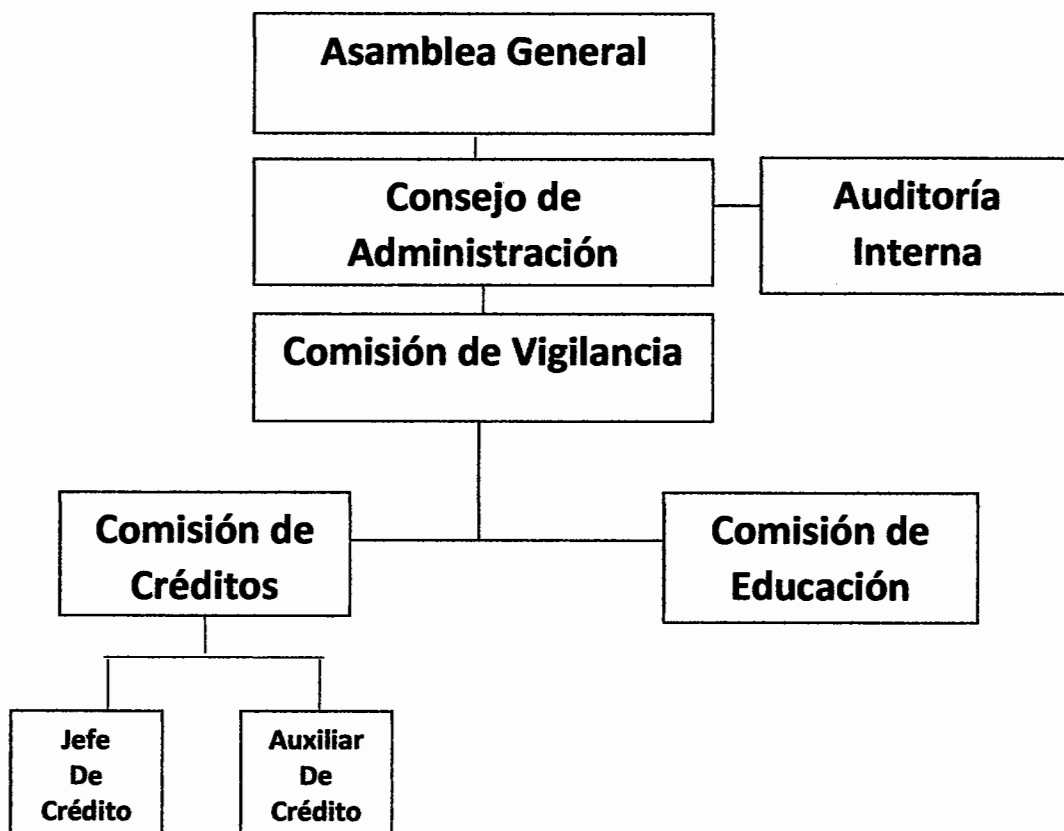 Asamblea General
Consejo de
Administración
Auditoría
Interna
Comisión de Vigilancia
Comisión de
Créditos
Comisión de
Educación
Jefe
De
Crédito
Auxiliar
De
Crédito